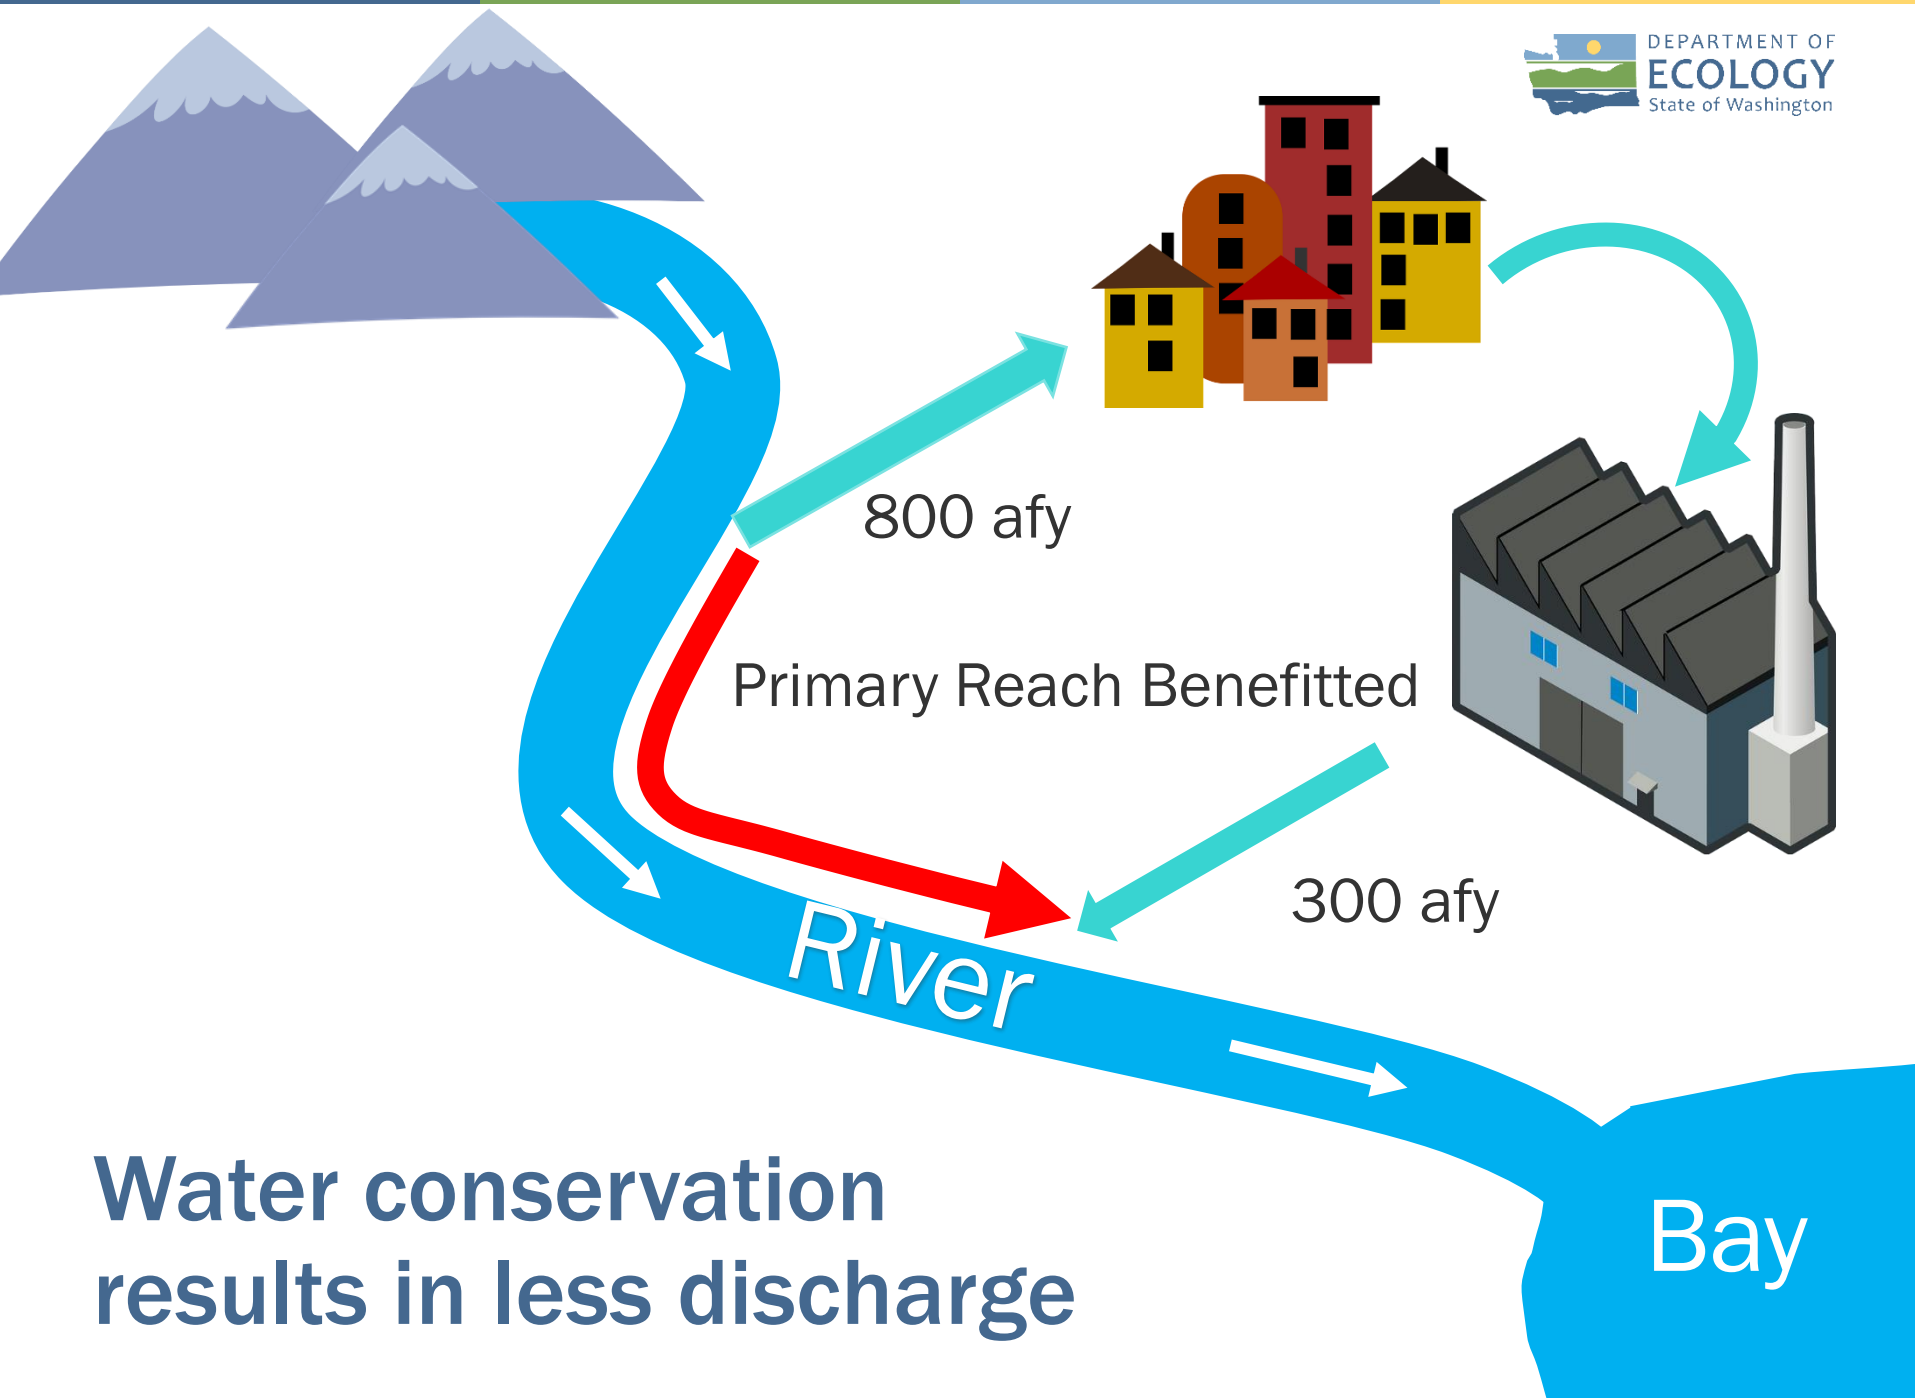 DEPARTMENT OF
ECOLOGY
State of Washington
800 afy
Primary Reach Benefitted
300 afy
River
Bay
Water conservation
results in less discharge